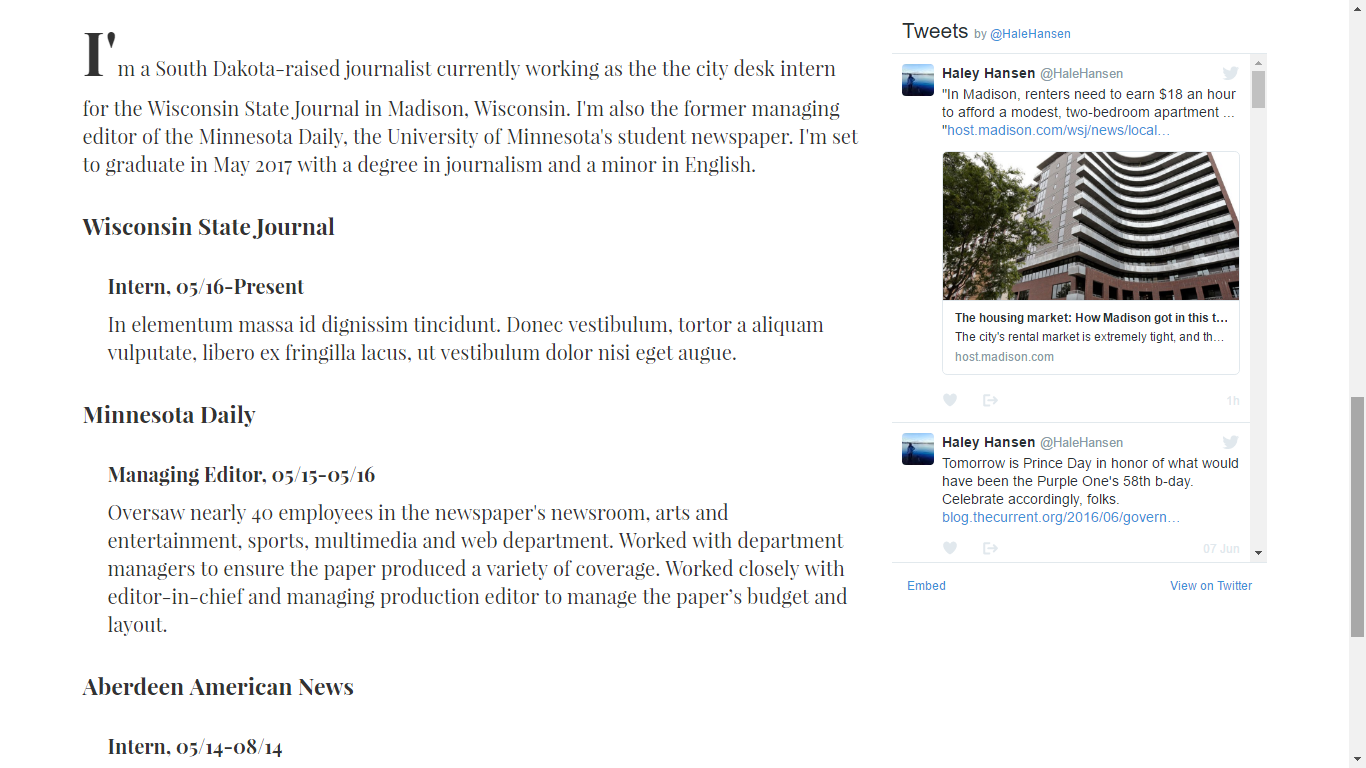 I'm a South Dakota-raised journalist currently working as the the city desk intern
for the Wisconsin State Journal in Madison, Wisconsin. I'm also the former managing
editor of the Minnesota Daily, the University of Minnesota's student newspaper. I'm set
to graduate in May 2017 with a degree in journalism and a minor in English.
Wisconsin State Journal
Intern, 05/16-Present
In elementum massa id dignissim tincidunt. Donec vestibulum, tortor a aliquam
vulputate, libero ex fringilla lacus, ut vestibulum dolor nisi eget augue.
Minnesota Daily
Managing Editor, 05/15-05/16
Oversaw nearly 40 employees in the newspaper's newsroom, arts and
entertainment, sports, multimedia and web department. Worked with department
managers to ensure the paper produced a variety of coverage. Worked closely with
editor-in-chief and managing production editor to manage the paper’s budget and
layout.
Aberdeen American News
Intern, 05/14-08/14
Tweets by @HaleHansen
Haley Hansen @HaleHansen
"In Madison, renters need to earn $18 an hour
to afford a modest, two-bedroom apartment ...
"host.madison.com/wsj/news/local…
The housing market: How Madison got in this t...
The city's rental market is extremely tight, and th...
host.madison.com
1h
Haley Hansen @HaleHansen
Tomorrow is Prince Day in honor of what would
have been the Purple One's 58th b-day.
Celebrate accordingly, folks.
blog.thecurrent.org/2016/06/govern…
07 Jun
Embed
View on Twitter